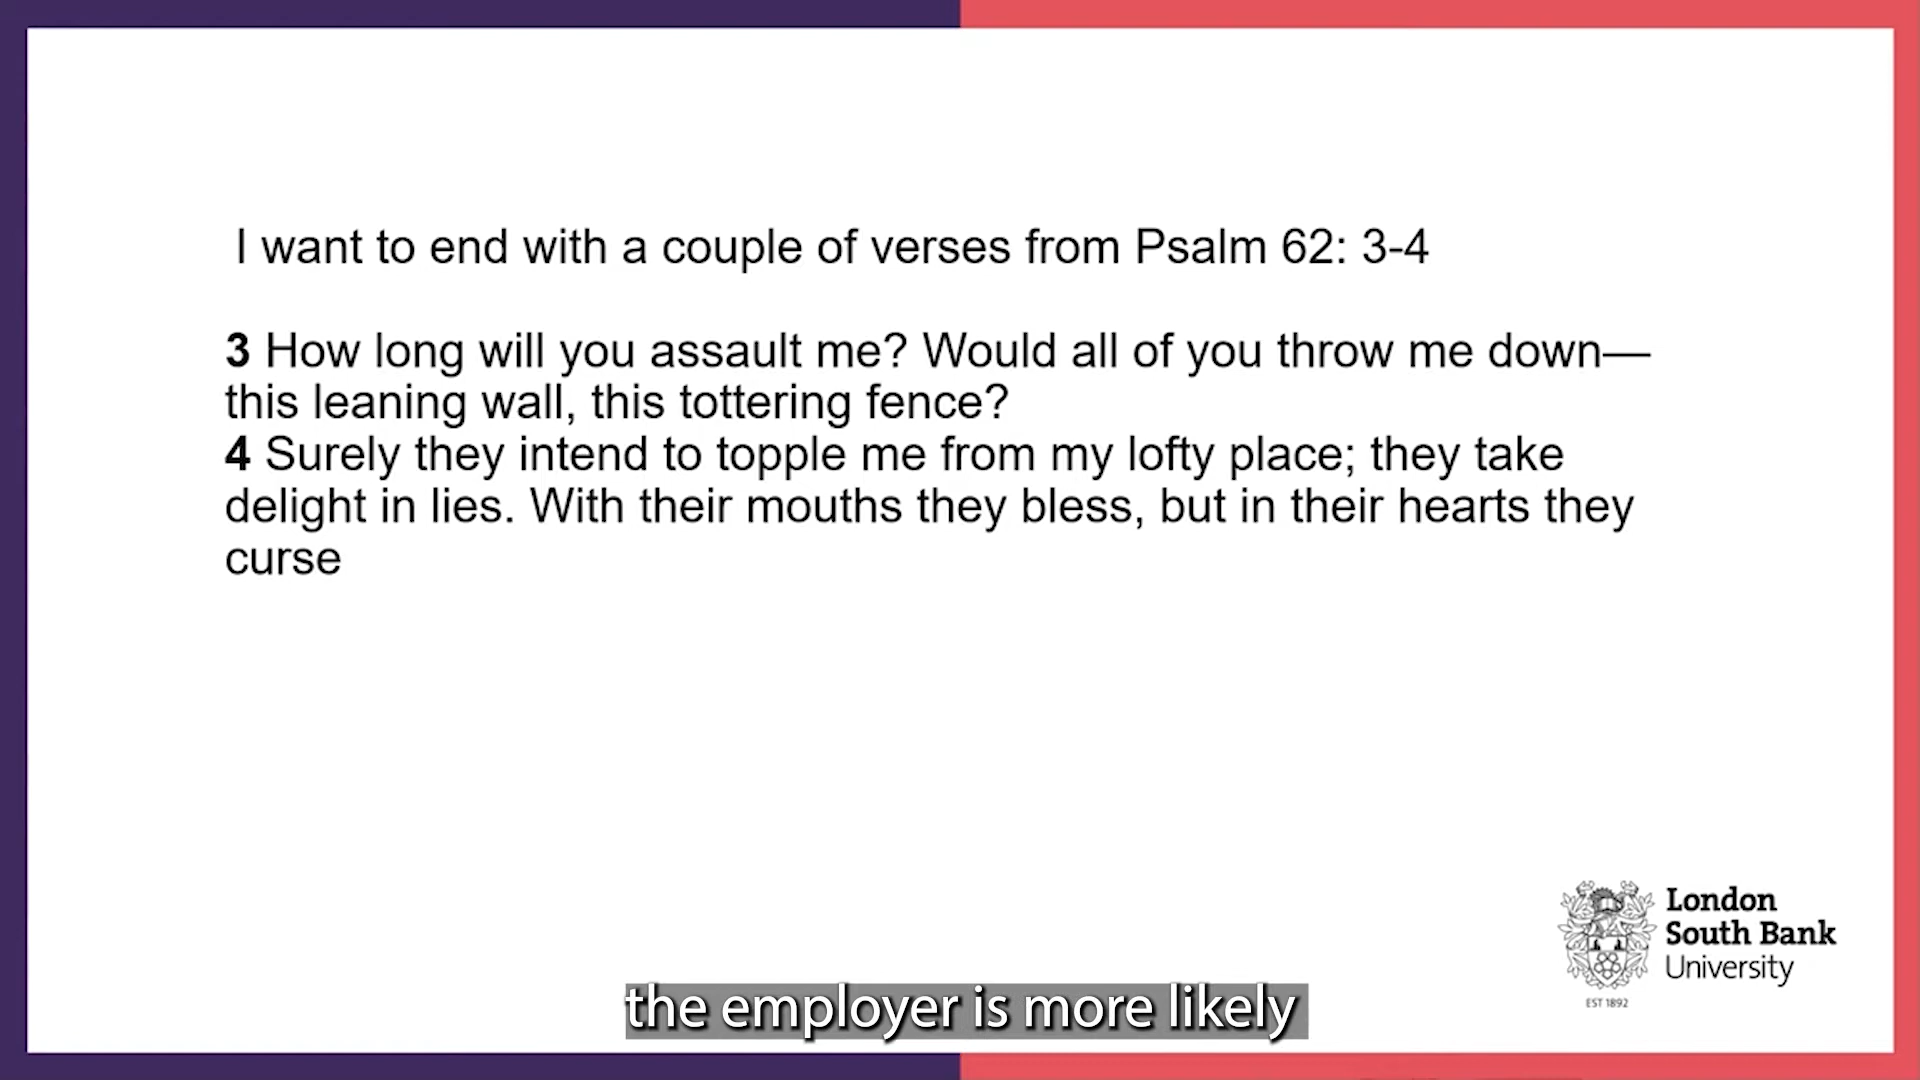 I want to end with a couple of verses from Psalm 62: 3-4
3 How long will you assault me? Would all of you throw me down—
this leaning wall, this tottering fence?
4 Surely they intend to topple me from my lofty place; they take
delight in lies. With their mouths they bless, but in their hearts they
curse
London
South Bank
University
EST 1892
the employer is more likely